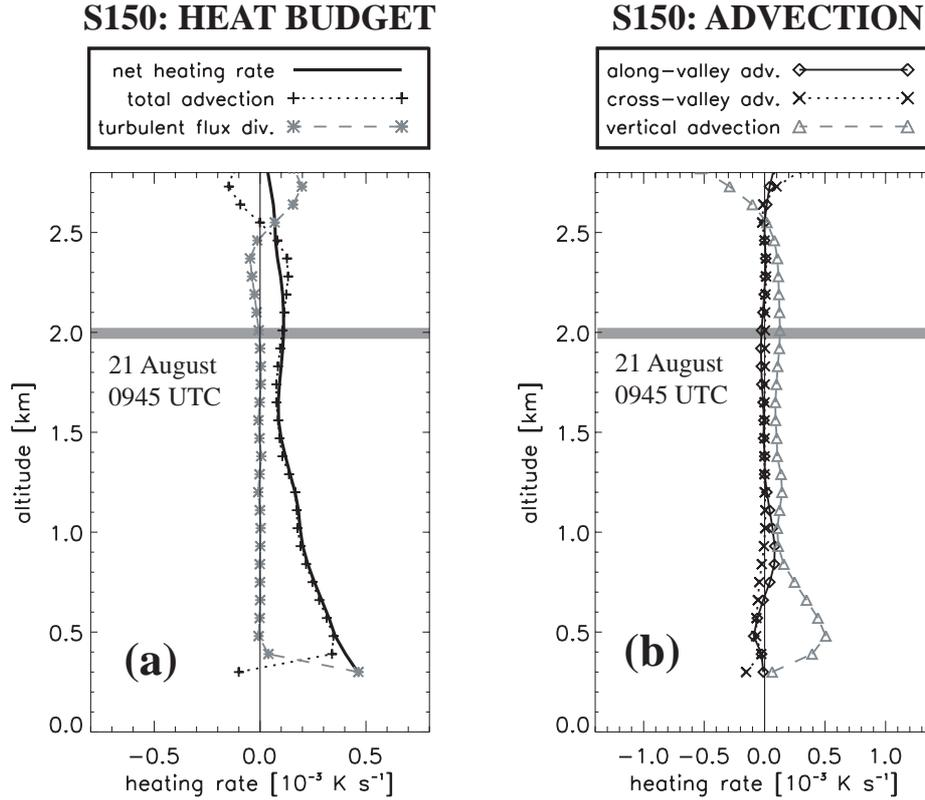 S150: HEAT BUDGET
net heating rate
total advection
turbulent flux div.
2.5
2.0
1.5
1.0
0.5
0.0
altitude [km]
21 August
0945 UTC
(a)
−0.5 0.0 0.5
heating rate [10⁻³ K s⁻¹]
S150: ADVECTION
along−valley adv.
cross−valley adv.
vertical advection
2.5
2.0
1.5
1.0
0.5
0.0
altitude [km]
21 August
0945 UTC
(b)
−1.0 −0.5 0.0 0.5 1.0
heating rate [10⁻³ K s⁻¹]